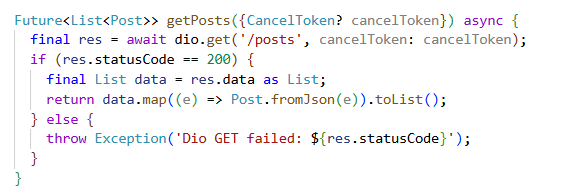 Future<List<Post>> getPosts({CancelToken? cancelToken}) async {
  final res = await dio.get('/posts', cancelToken: cancelToken);
  if (res.statusCode == 200) {
    final List data = res.data as List;
    return data.map((e) => Post.fromJson(e)).toList();
  } else {
    throw Exception('Dio GET failed: ${res.statusCode}');
  }
}